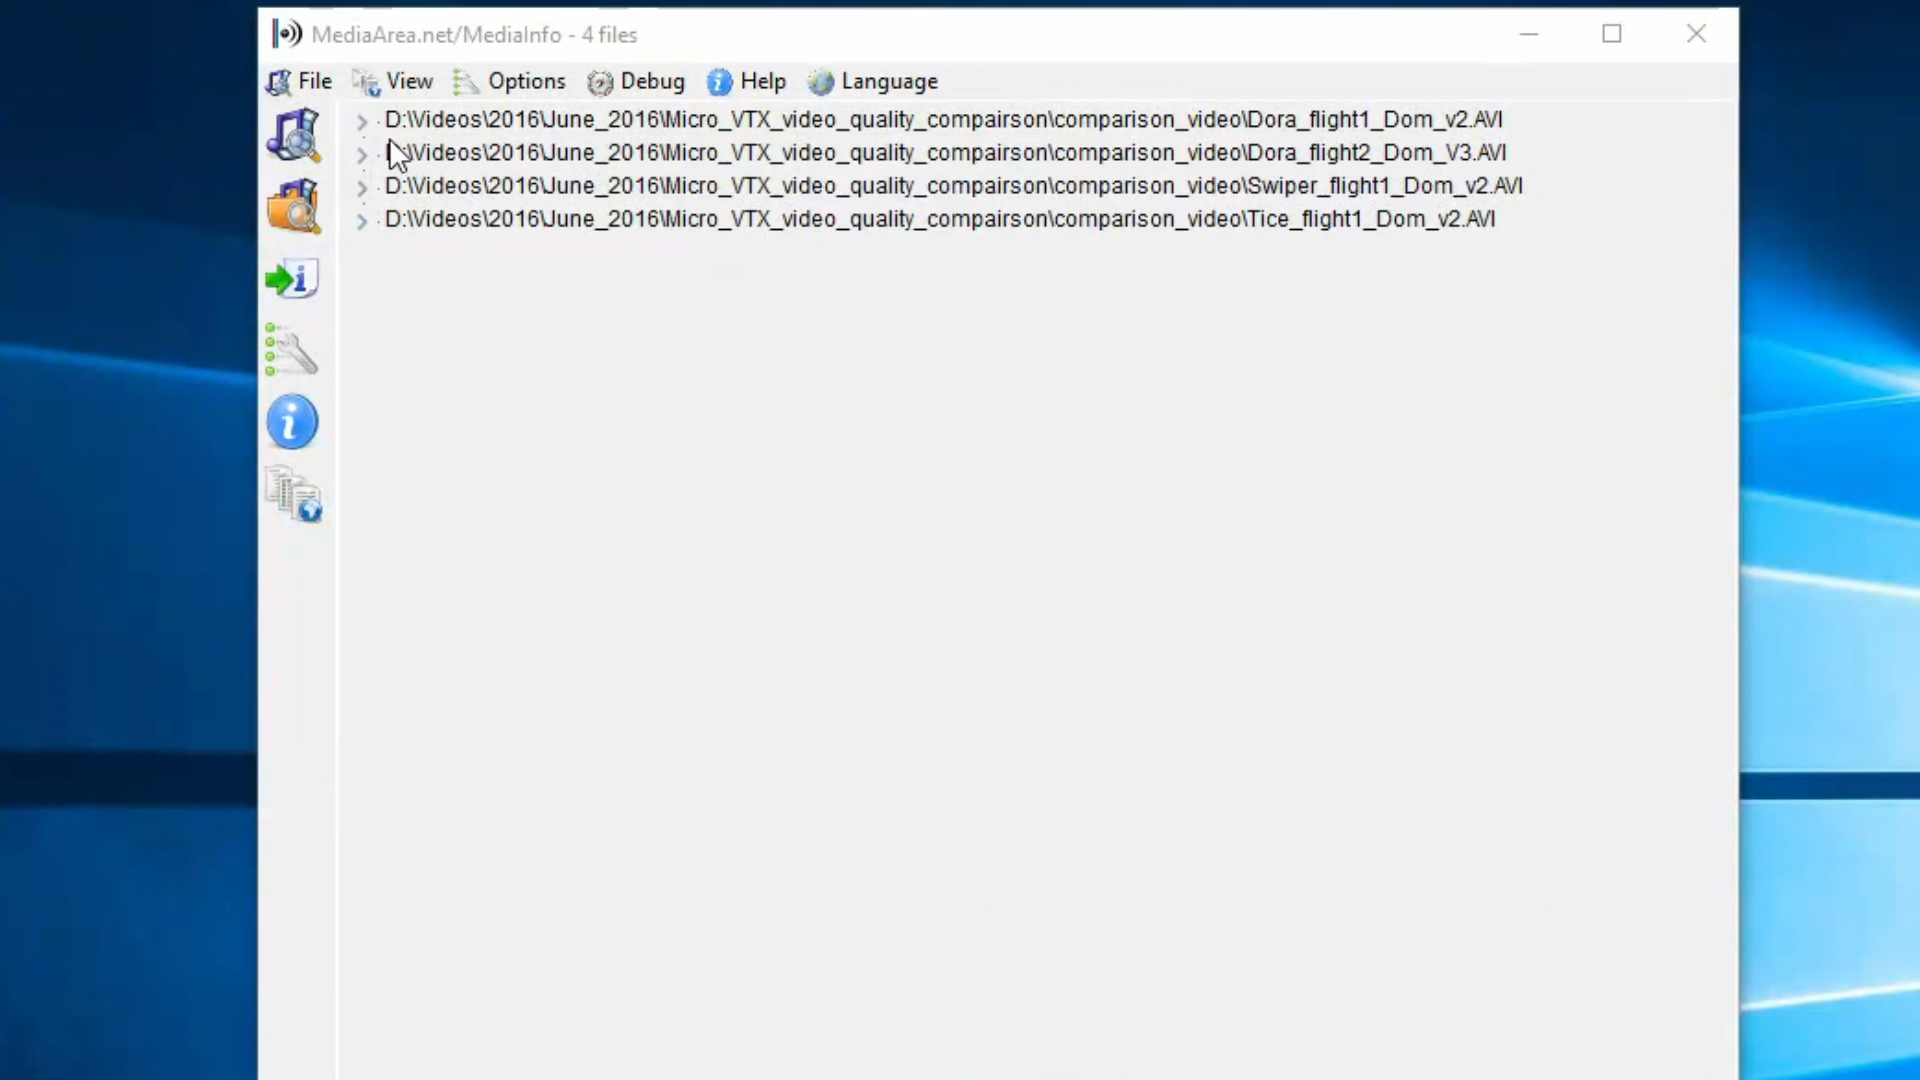 MediaArea.net/MediaInfo - 4 files
File View Options Debug Help Language
D:\Videos\2016\June_2016\Micro_VTX_video_quality_compairson\comparison_video\Dora_flight1_Dom_v2.AVI
\Videos\2016\June_2016\Micro_VTX_video_quality_compairson\comparison_video\Dora_flight2_Dom_V3.AVI
D:\Videos\2016\June_2016\Micro_VTX_video_quality_compairson\comparison_video\Swiper_flight1_Dom_v2.AVI
D:\Videos\2016\June_2016\Micro_VTX_video_quality_compairson\comparison_video\Tice_flight1_Dom_v2.AVI